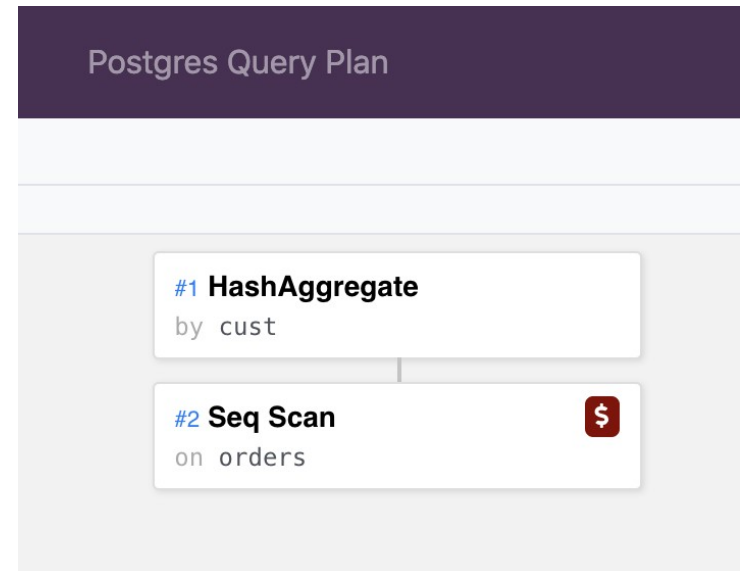 Postgres Query Plan
#1 HashAggregate
by cust
#2 Seq Scan $
on orders